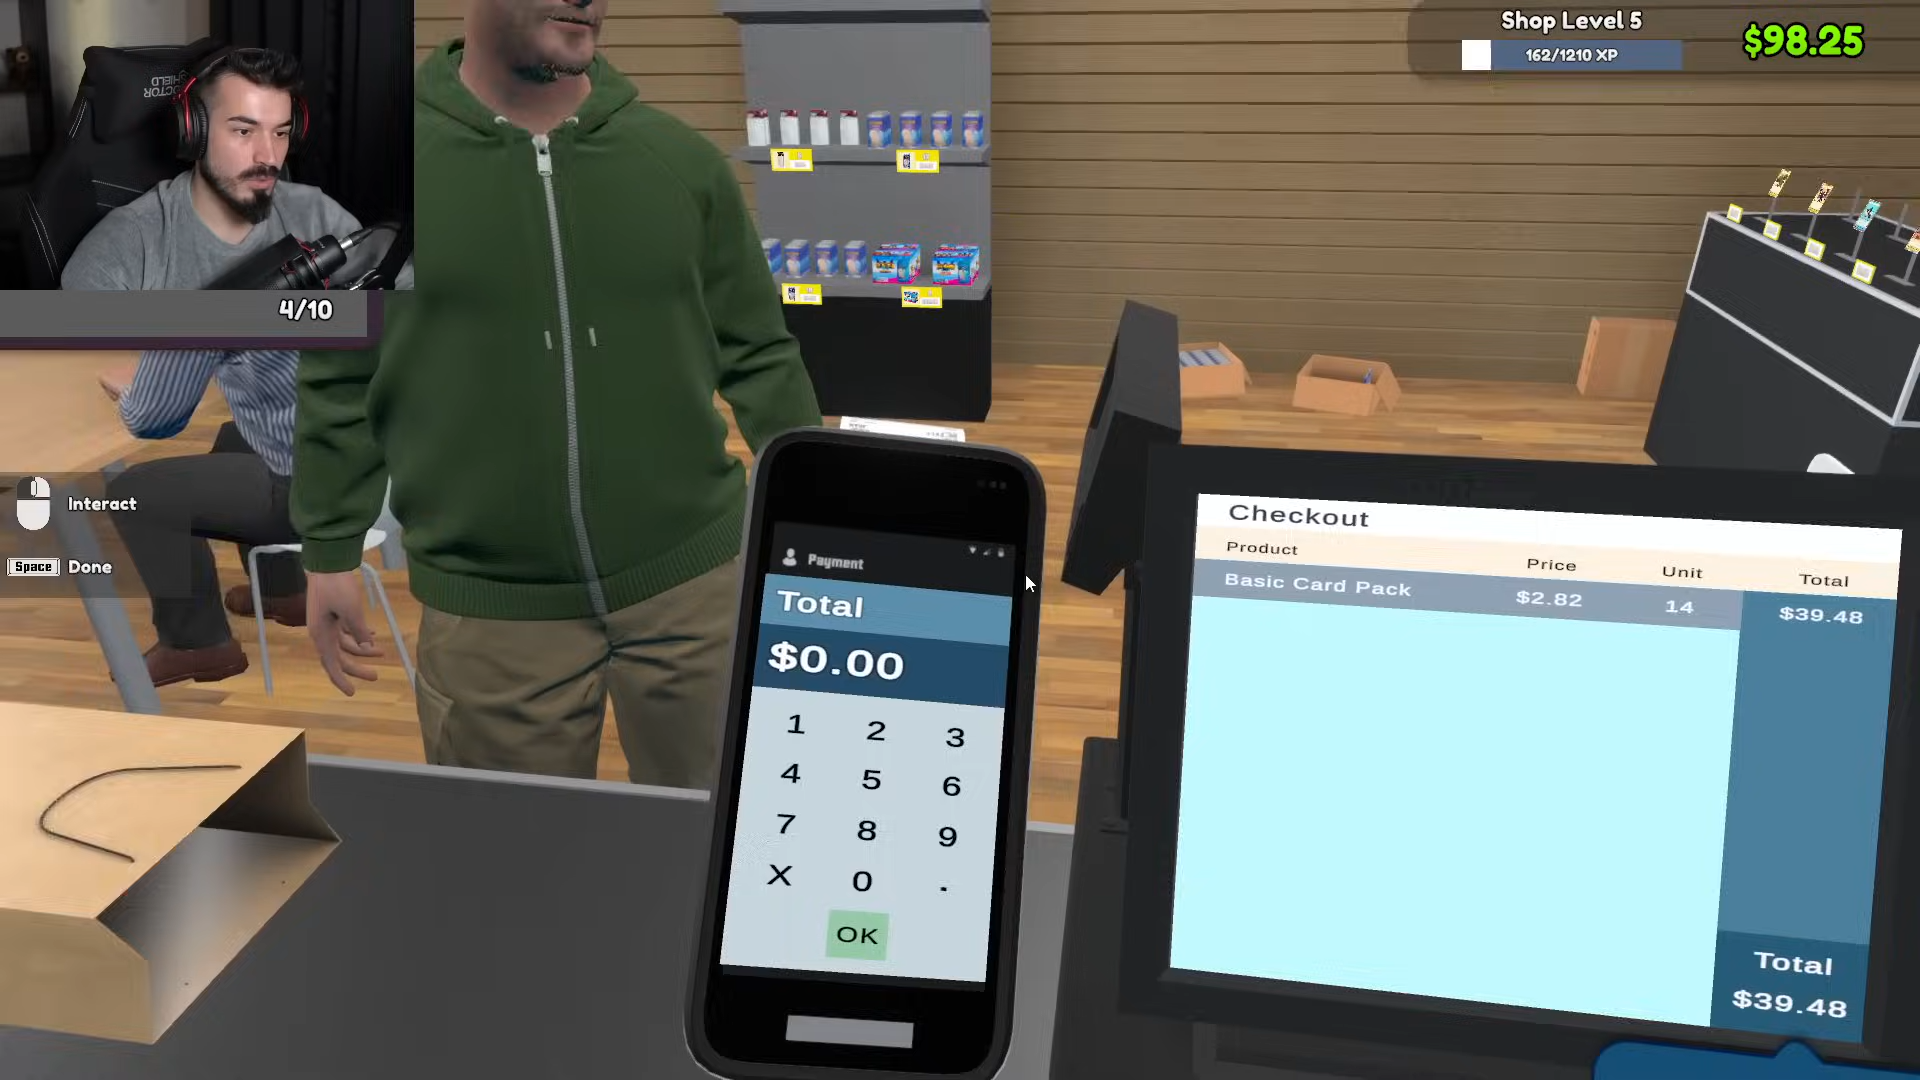 Shop Level 5
162/1210 XP
$98.25
4/10
Interact
Space Done
Payment
Total
$0.00
1 2 3
4 5 6
7 8 9
X 0 .
OK
Checkout
Product Price Unit Total
Basic Card Pack $2.82 14 $39.48
Total
$39.48